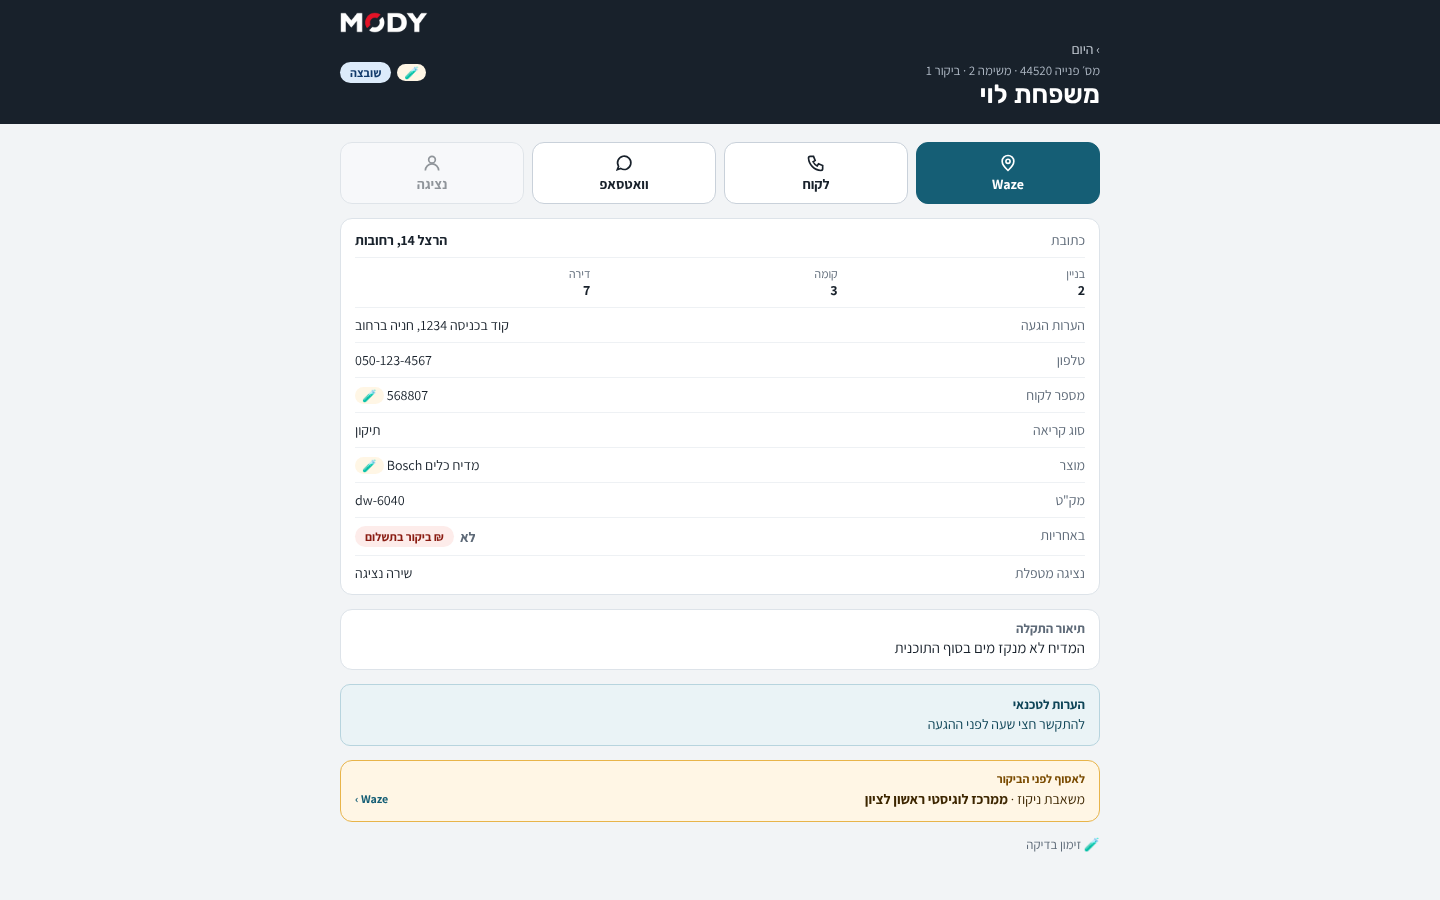 MODY
‹ היום
מס׳ פנייה 44520 · משימה 2 · ביקור 1
שובצה
משפחת לוי
Waze
לקוח
וואטסאפ
נציגה
כתובת הרצל 14, רחובות
בניין קומה דירה
2 3 7
הערות הגעה קוד בכניסה 1234, חניה ברחוב
טלפון 050-123-4567
מספר לקוח 568807
סוג קריאה תיקון
מוצר מדיח כלים Bosch
מק"ט dw-6040
באחריות לא ₪ ביקור בתשלום
נציגה מטפלת שירה נציגה
תיאור התקלה
המדיח לא מנקז מים בסוף התוכנית
הערות לטכנאי
להתקשר חצי שעה לפני ההגעה
לאסוף לפני הביקור
משאבת ניקוז · ממרכז לוגיסטי ראשון לציון Waze ‹
זימון בדיקה